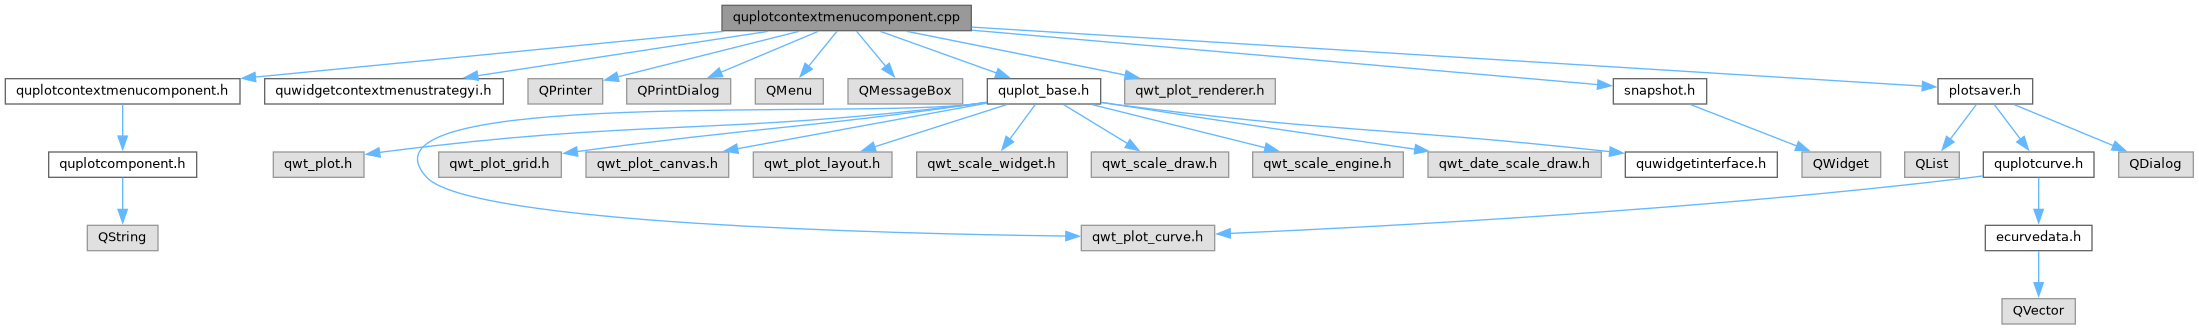 quplotcontextmenucomponent.cpp
quplotcontextmenucomponent.h
quwidgetcontextmenustrategyi.h
QPrinter
QPrintDialog
QMenu
QMessageBox
quplot_base.h
qwt_plot_renderer.h
snapshot.h
plotsaver.h
quplotcomponent.h
qwt_plot.h
qwt_plot_grid.h
qwt_plot_canvas.h
qwt_plot_layout.h
qwt_scale_widget.h
qwt_scale_draw.h
qwt_scale_engine.h
qwt_date_scale_draw.h
quwidgetinterface.h
QWidget
QList
quplotcurve.h
QDialog
QString
qwt_plot_curve.h
ecurvedata.h
QVector